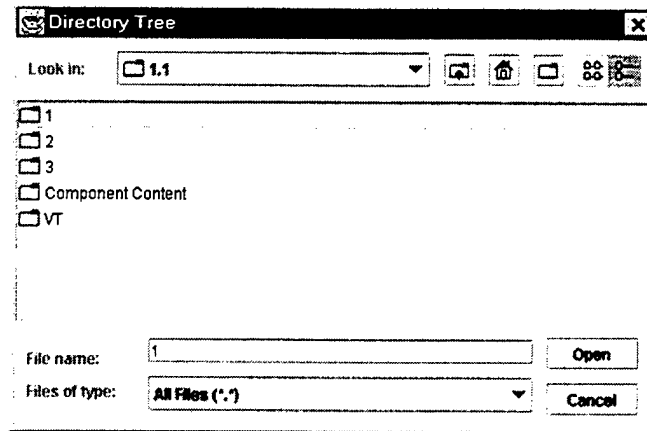 Directory Tree
Look in: 1.1
1
2
3
Component Content
VT
File name: 1 Open
Files of type: All Files (*.*) Cancel